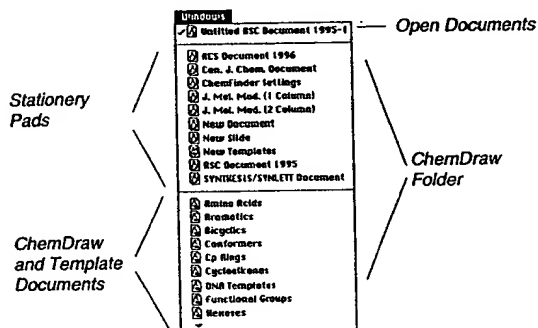 Windows
✓ Untitled RSC Document 1995-1
Open Documents
Stationery
Pads
RCS Document 1996
Can. J. Chem. Document
ChemFinder Settings
J. Mol. Mod. (1 Column)
J. Mol. Mod. (2 Column)
New Document
New Slide
New Templates
RSC Document 1995
SYNTHESIS/SYNLETT Document
ChemDraw
Folder
ChemDraw
and Template
Documents
Amino Acids
Aromatics
Bicyclics
Conformers
Cp Rings
Cycloalkanes
DNA Templates
Functional Groups
Hexoses